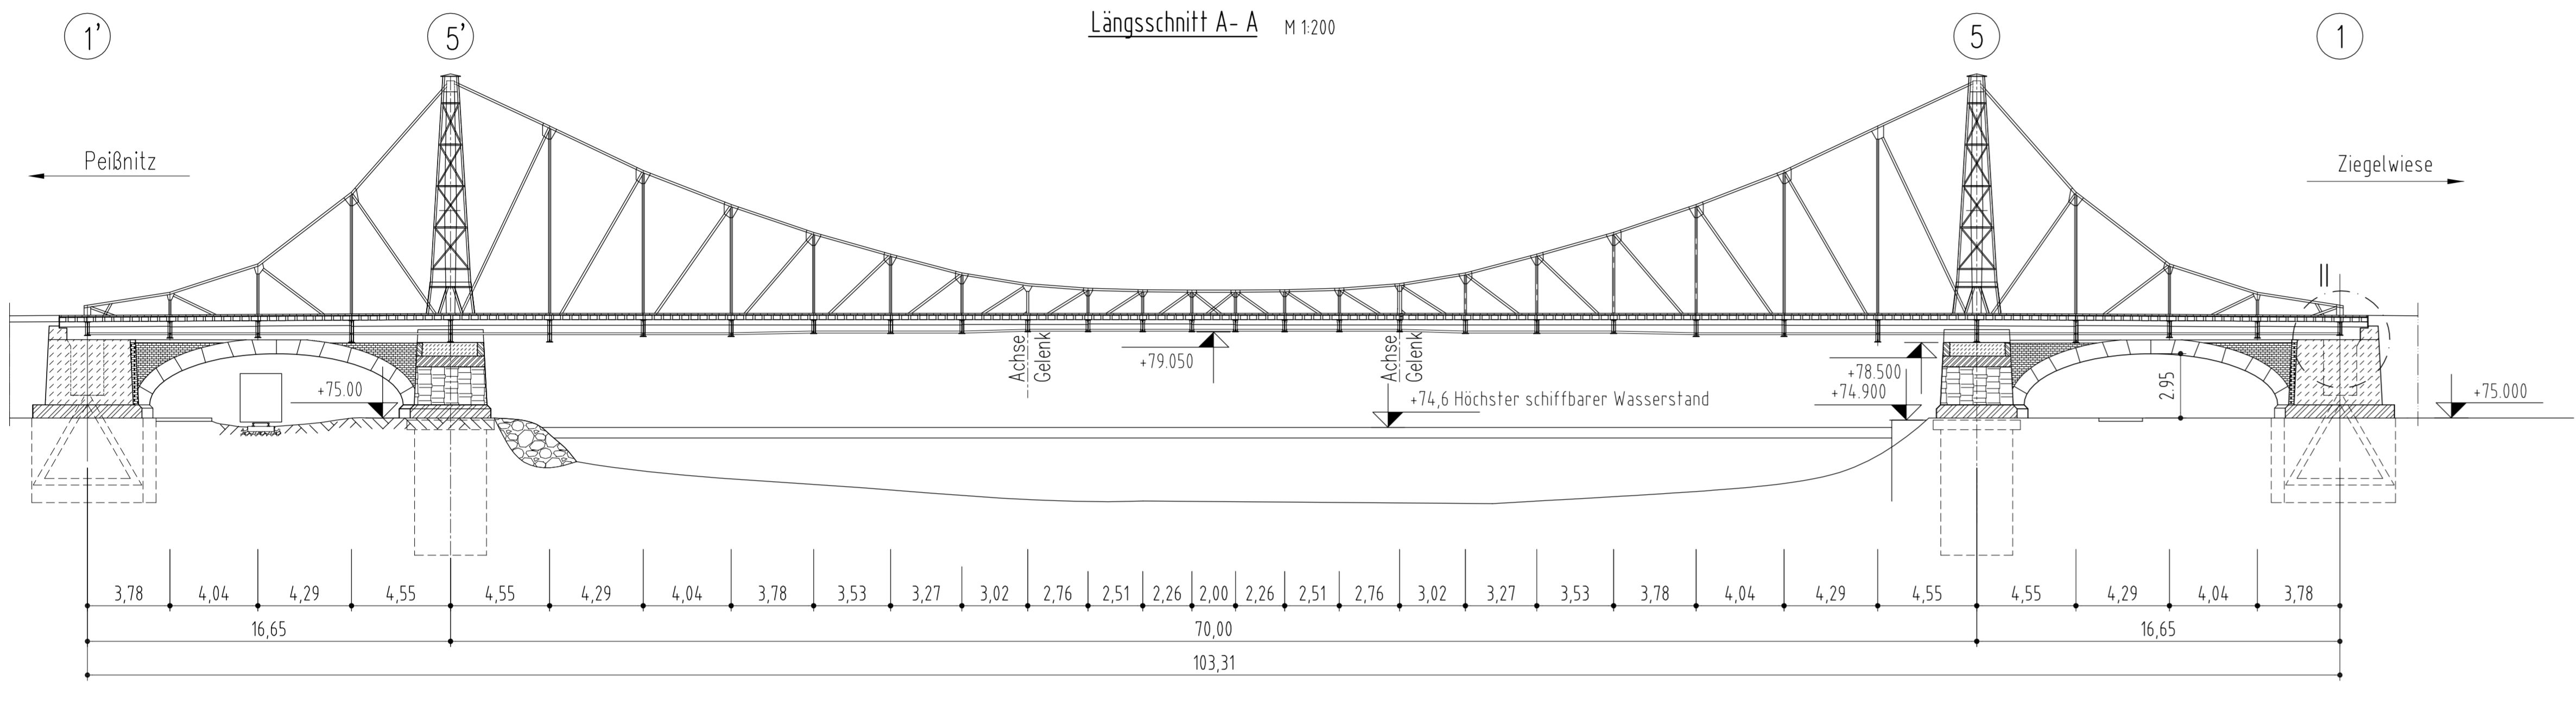 Längsschnitt A- A M 1:200
1' 5' 5 1
Peißnitz
Ziegelwiese
II
Achse
Gelenk
+79.050
Achse
Gelenk
+78.500
+75.00
+74.900
+74,6 Höchster schiffbarer Wasserstand
2.95
+75.000
3,78 4,04 4,29 4,55 4,55 4,29 4,04 3,78 3,53 3,27 3,02 2,76 2,51 2,26 2,00 2,26 2,51 2,76 3,02 3,27 3,53 3,78 4,04 4,29 4,55 4,55 4,29 4,04 3,78
16,65 70,00 16,65
103,31